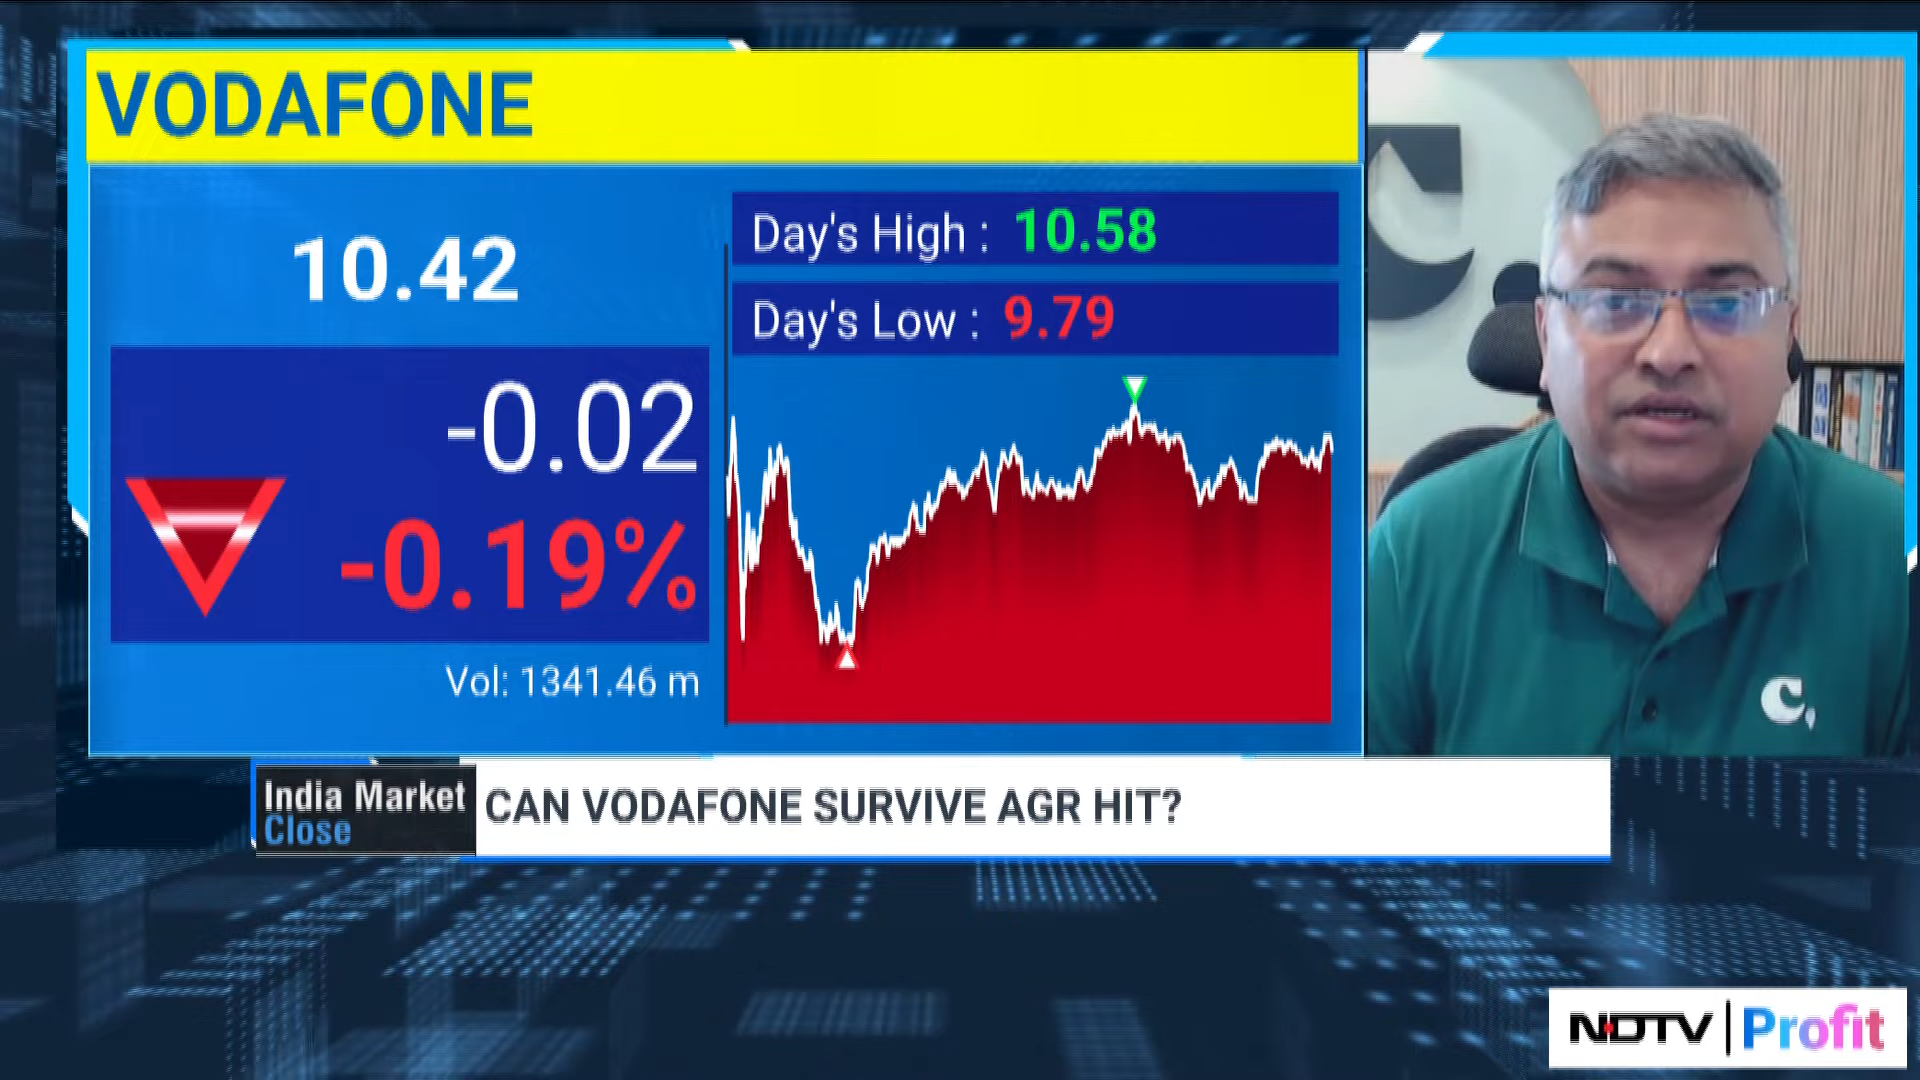 VODAFONE
10.42
-0.02
-0.19%
Vol: 1341.46 m
Day's High : 10.58
Day's Low : 9.79
c.
India Market
Close
CAN VODAFONE SURVIVE AGR HIT?
NDTV | Profit